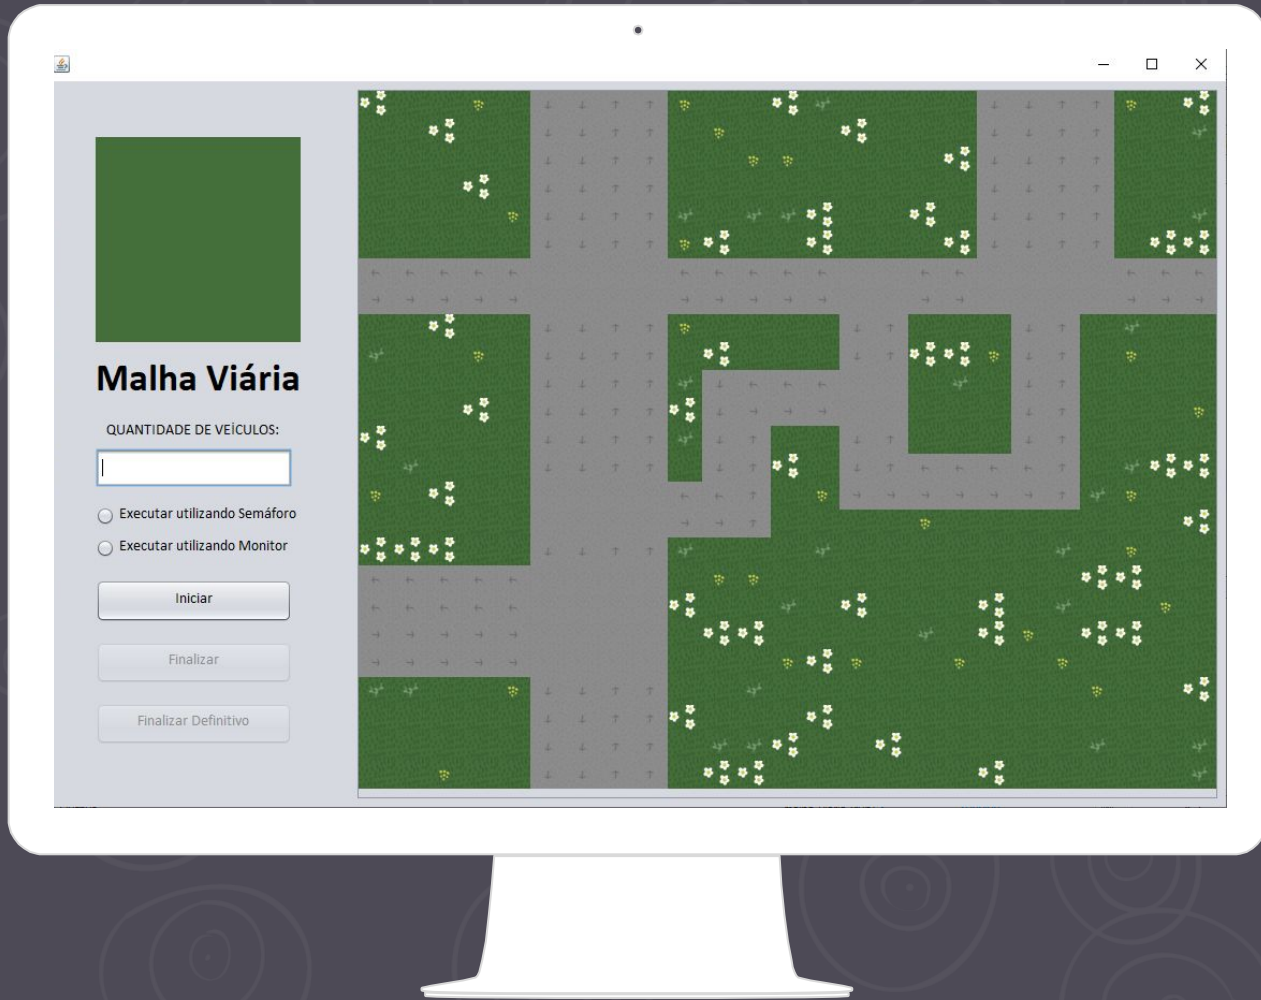 Malha Viária
QUANTIDADE DE VEÍCULOS:
Executar utilizando Semáforo
Executar utilizando Monitor
Iniciar
Finalizar
Finalizar Definitivo